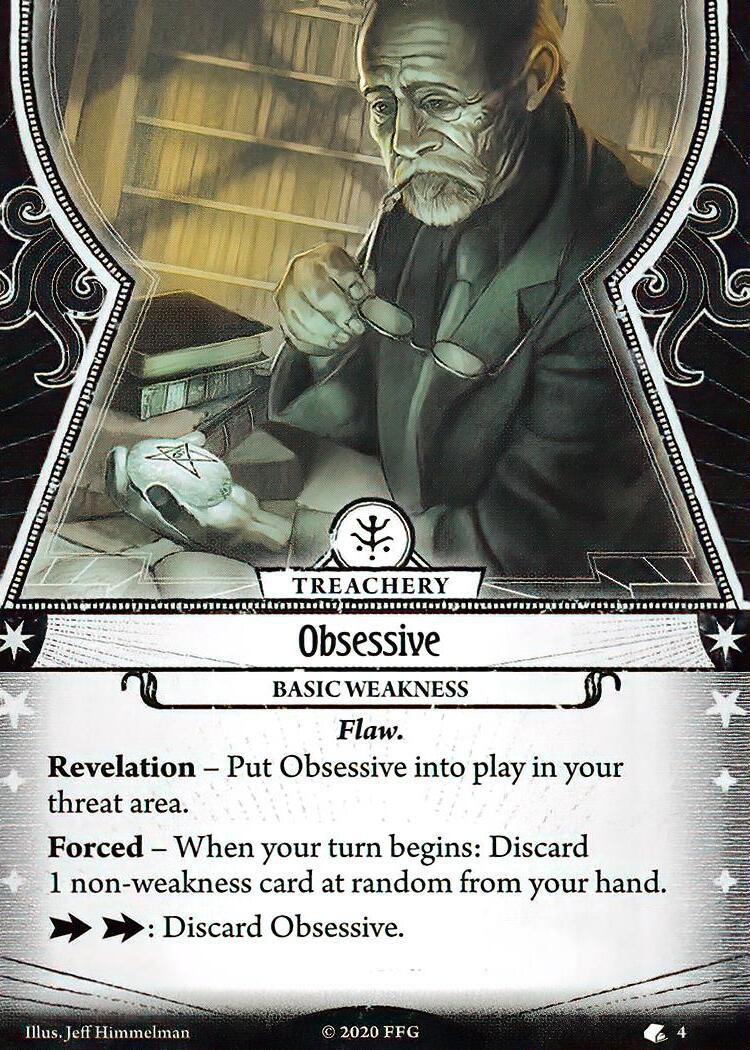 TREACHERY
Obsessive
BASIC WEAKNESS
Flaw.
Revelation – Put Obsessive into play in your
threat area.
Forced – When your turn begins: Discard
1 non-weakness card at random from your hand.
: Discard Obsessive.
Illus. Jeff Himmelman
© 2020 FFG
4